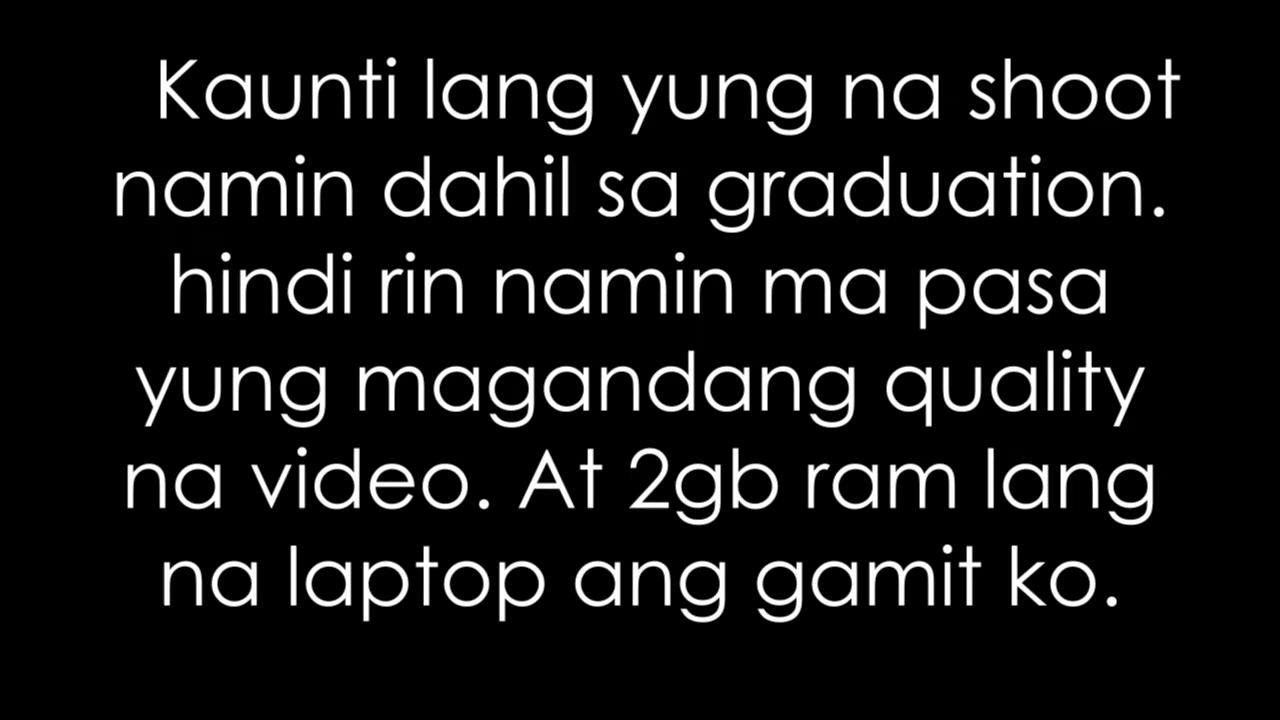 Kaunti lang yung na shoot
namin dahil sa graduation.
hindi rin namin ma pasa
yung magandang quality
na video. At 2gb ram lang
na laptop ang gamit ko.